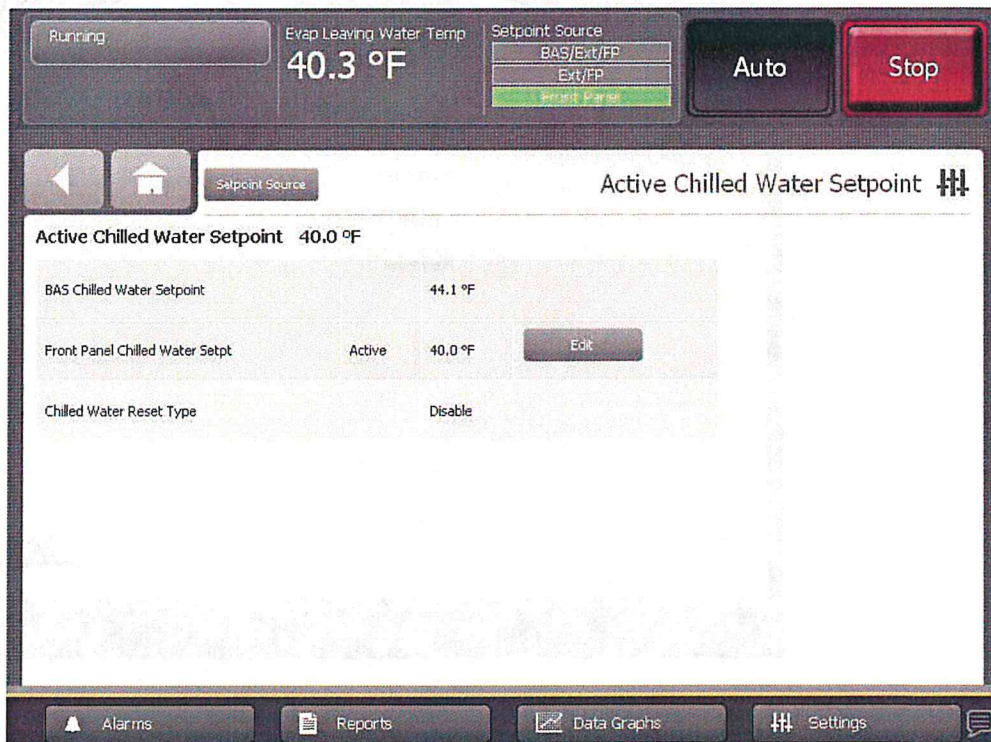 Running
Evap Leaving Water Temp
40.3 °F
Setpoint Source
BAS/Ext/FP
Ext/FP
Front Panel
Auto
Stop
Setpoint Source
Active Chilled Water Setpoint
Active Chilled Water Setpoint 40.0 °F
BAS Chilled Water Setpoint 44.1 °F
Front Panel Chilled Water Setpt Active 40.0 °F Edit
Chilled Water Reset Type Disable
Alarms
Reports
Data Graphs
Settings